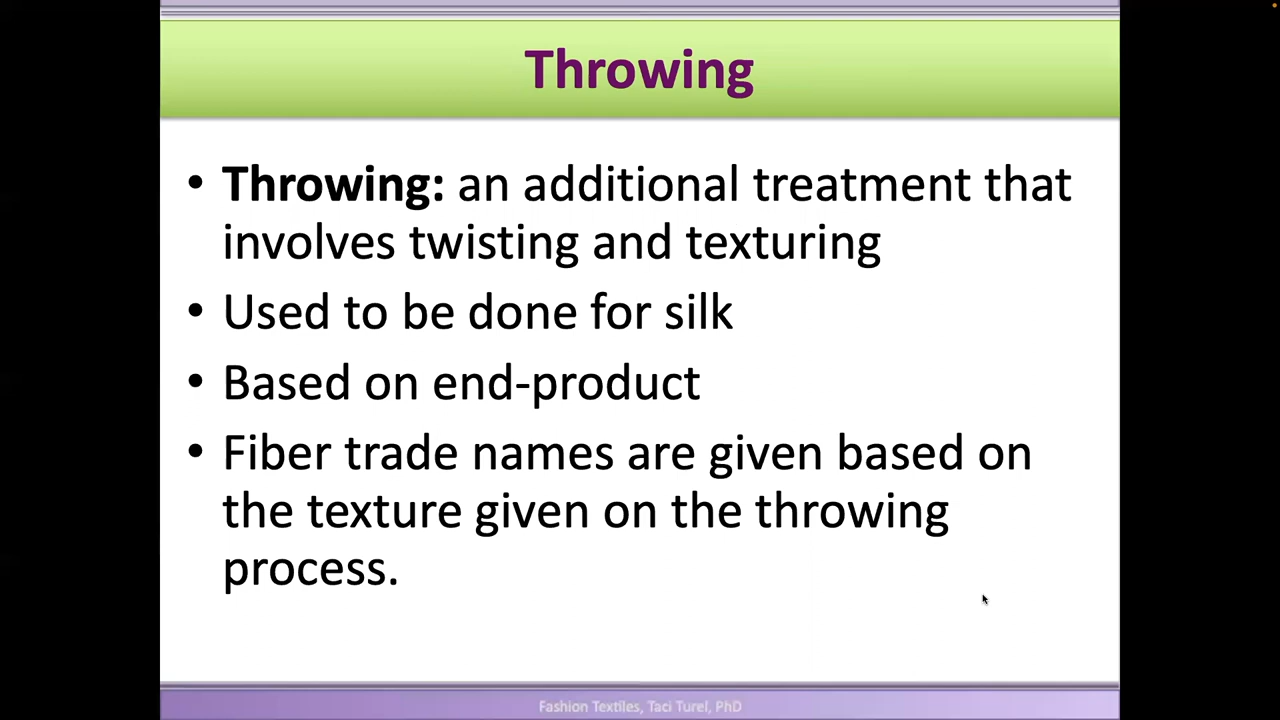 Throwing
• Throwing: an additional treatment that
involves twisting and texturing
• Used to be done for silk
• Based on end-product
• Fiber trade names are given based on
the texture given on the throwing
process.
Fashion Textiles, Taci Turel, PhD